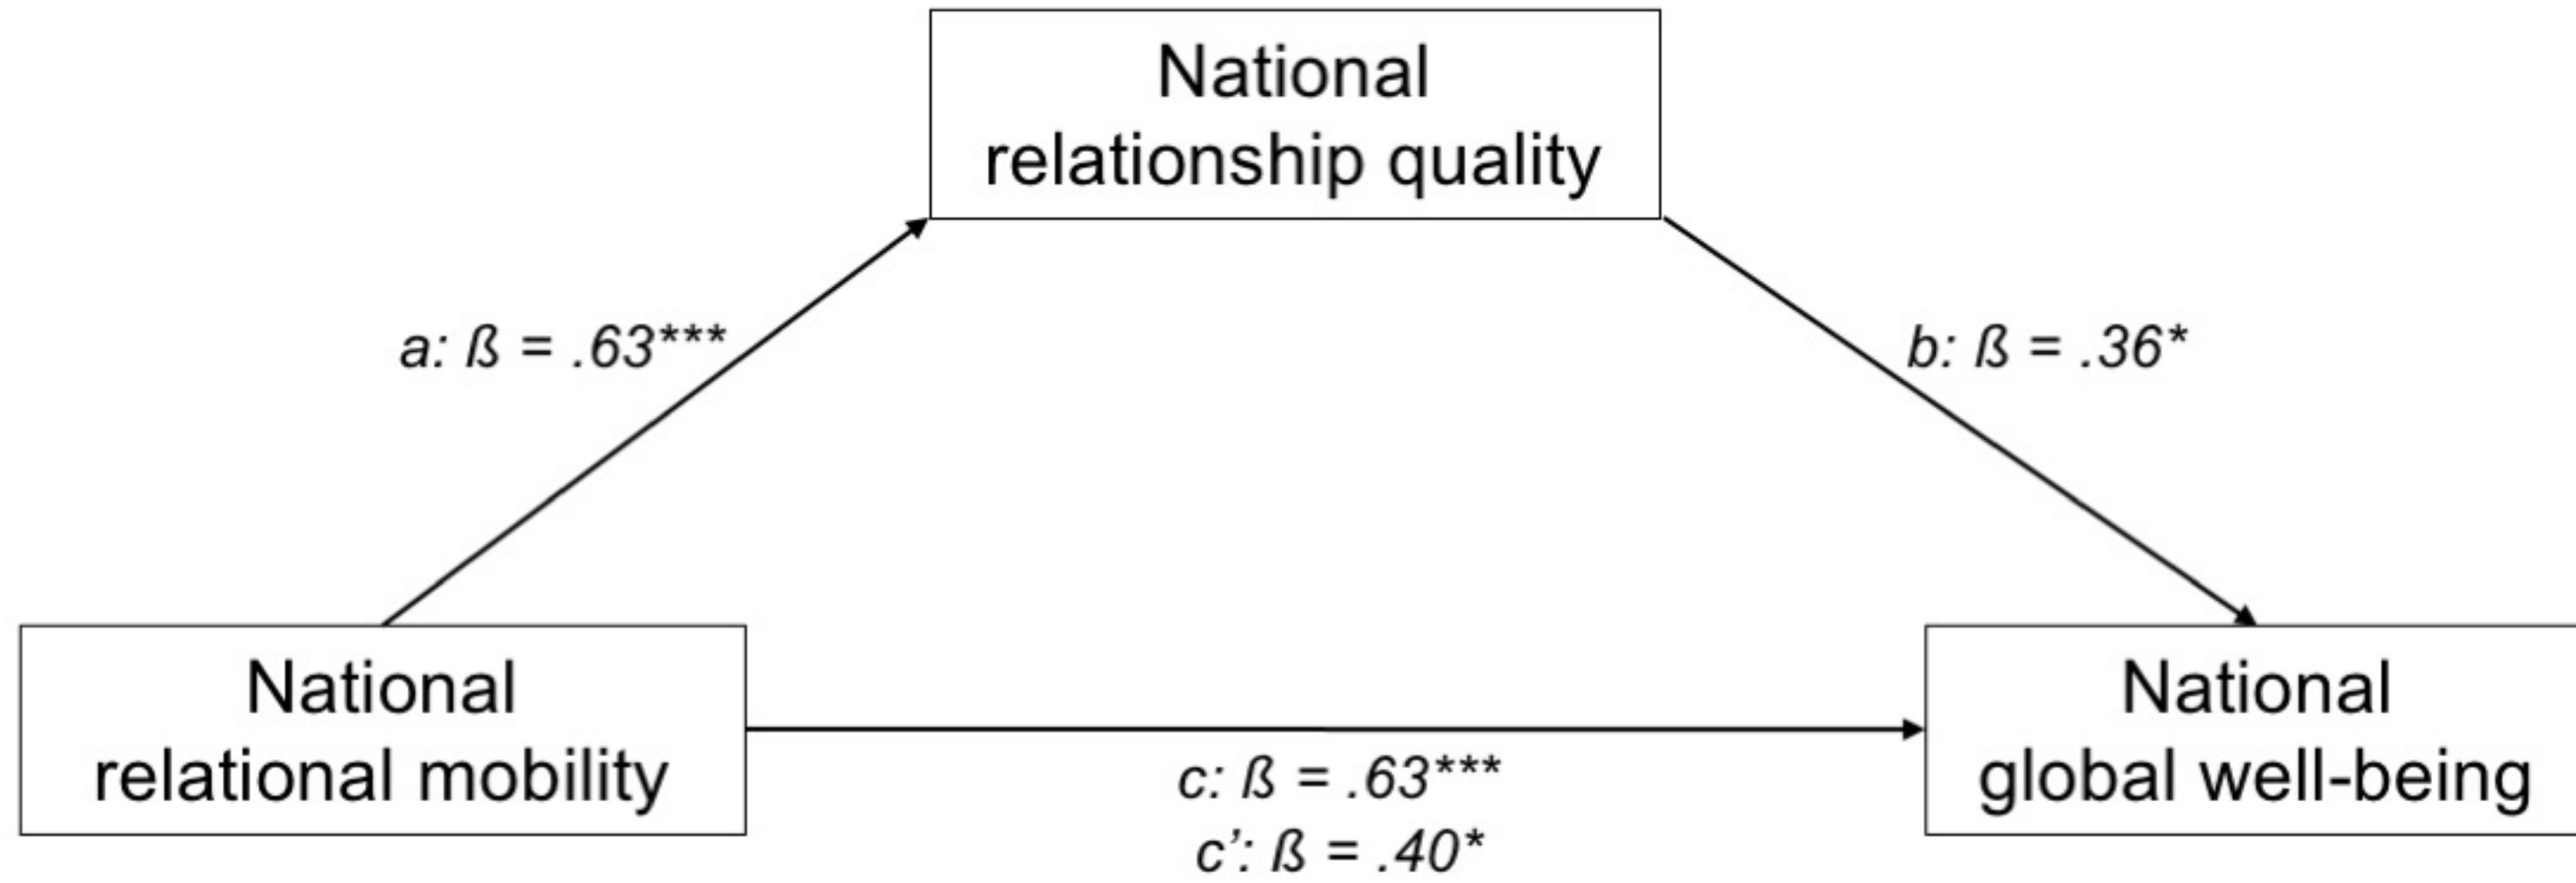 National
relationship quality
a: ß = .63***
b: ß = .36*
National
relational mobility
c: ß = .63***
c’: ß = .40*
National
global well-being